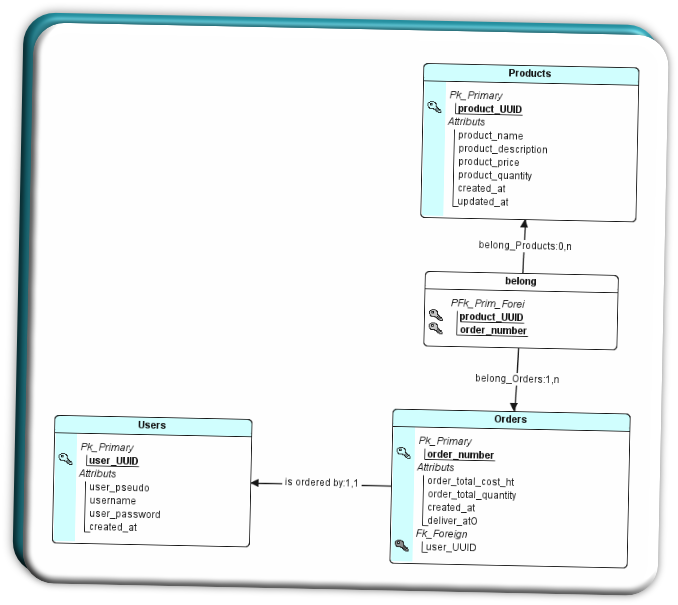 Products
Pk_Primary
product_UUID
Attributs
product_name
product_description
product_price
product_quantity
created_at
updated_at
belong_Products:0,n
belong
PFk_Prim_Forei
product_UUID
order_number
belong_Orders:1,n
Users
Pk_Primary
user_UUID
Attributs
user_pseudo
username
user_password
created_at
is ordered by:1,1
Orders
Pk_Primary
order_number
Attributs
order_total_cost_ht
order_total_quantity
created_at
deliver_at0
Fk_Foreign
user_UUID